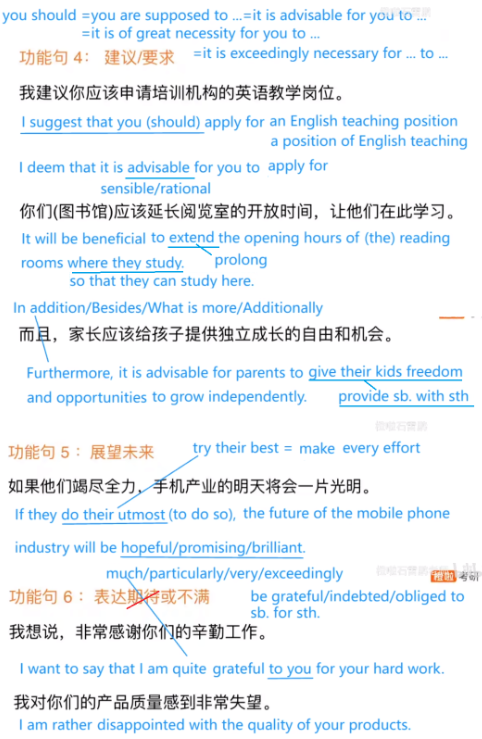 you should =you are supposed to ...=it is advisable for you to ...
=it is of great necessity for you to ...
功能句 4： 建议/要求 =it is exceedingly necessary for ... to ...
我建议你应该申请培训机构的英语教学岗位。
I suggest that you (should) apply for an English teaching position
a position of English teaching
I deem that it is advisable for you to apply for
sensible/rational
你们(图书馆)应该延长阅览室的开放时间，让他们在此学习。
It will be beneficial to extend the opening hours of (the) reading
rooms where they study. prolong
so that they can study here.
In addition/Besides/What is more/Additionally
而且，家长应该给孩子提供独立成长的自由和机会。
Furthermore, it is advisable for parents to give their kids freedom
and opportunities to grow independently. provide sb. with sth
功能句 5 ：展望未来 try their best = make every effort
如果他们竭尽全力，手机产业的明天将会一片光明。
If they do their utmost (to do so), the future of the mobile phone
industry will be hopeful/promising/brilliant.
much/particularly/very/exceedingly
橙啦 考研
功能句 6 ：表达期待或不满 be grateful/indebted/obliged to
sb. for sth.
我想说，非常感谢你们的辛勤工作。
I want to say that I am quite grateful to you for your hard work.
我对你们的产品质量感到非常失望。
I am rather disappointed with the quality of your products.